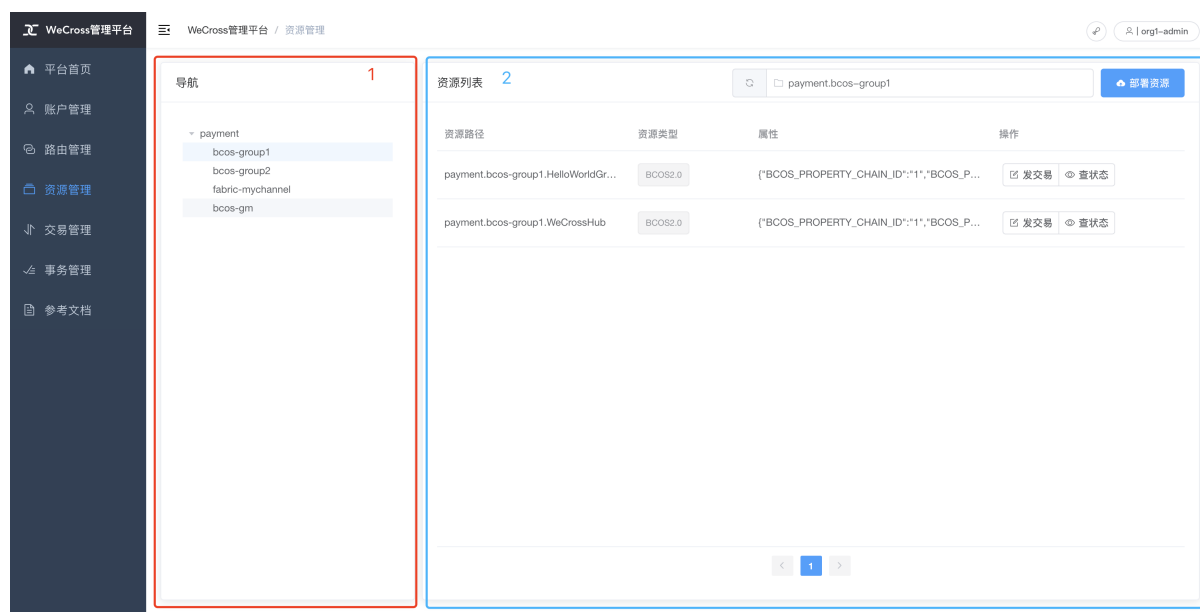 WeCross管理平台
WeCross管理平台 / 资源管理
org1-admin
平台首页
账户管理
路由管理
资源管理
交易管理
事务管理
参考文档
导航
1
payment
bcos-group1
bcos-group2
fabric-mychannel
bcos-gm
资源列表
2
payment.bcos-group1
部署资源
资源路径 资源类型 属性 操作
payment.bcos-group1.HelloWorldGr... BCOS2.0 {"BCOS_PROPERTY_CHAIN_ID":"1","BCOS_P... 发交易 查状态
payment.bcos-group1.WeCrossHub BCOS2.0 {"BCOS_PROPERTY_CHAIN_ID":"1","BCOS_P... 发交易 查状态
< 1 >